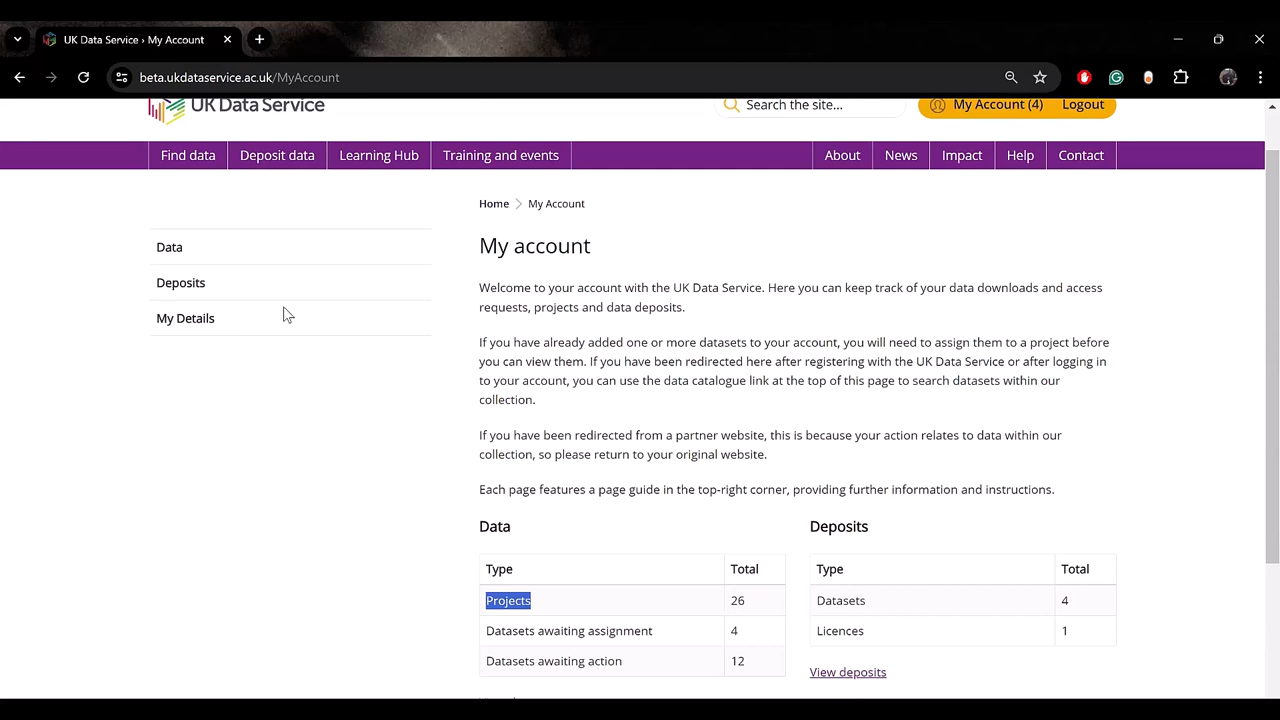 UK Data Service › My Account
beta.ukdataservice.ac.uk/MyAccount
UK Data Service
Search the site...
My Account (4) Logout
Find data Deposit data Learning Hub Training and events About News Impact Help Contact
Home My Account
Data
Deposits
My Details
My account
Welcome to your account with the UK Data Service. Here you can keep track of your data downloads and access
requests, projects and data deposits.
If you have already added one or more datasets to your account, you will need to assign them to a project before
you can view them. If you have been redirected here after registering with the UK Data Service or after logging in
to your account, you can use the data catalogue link at the top of this page to search datasets within our
collection.
If you have been redirected from a partner website, this is because your action relates to data within our
collection, so please return to your original website.
Each page features a page guide in the top-right corner, providing further information and instructions.
Data
Type Total
Projects 26
Datasets awaiting assignment 4
Datasets awaiting action 12
Deposits
Type Total
Datasets 4
Licences 1
View deposits